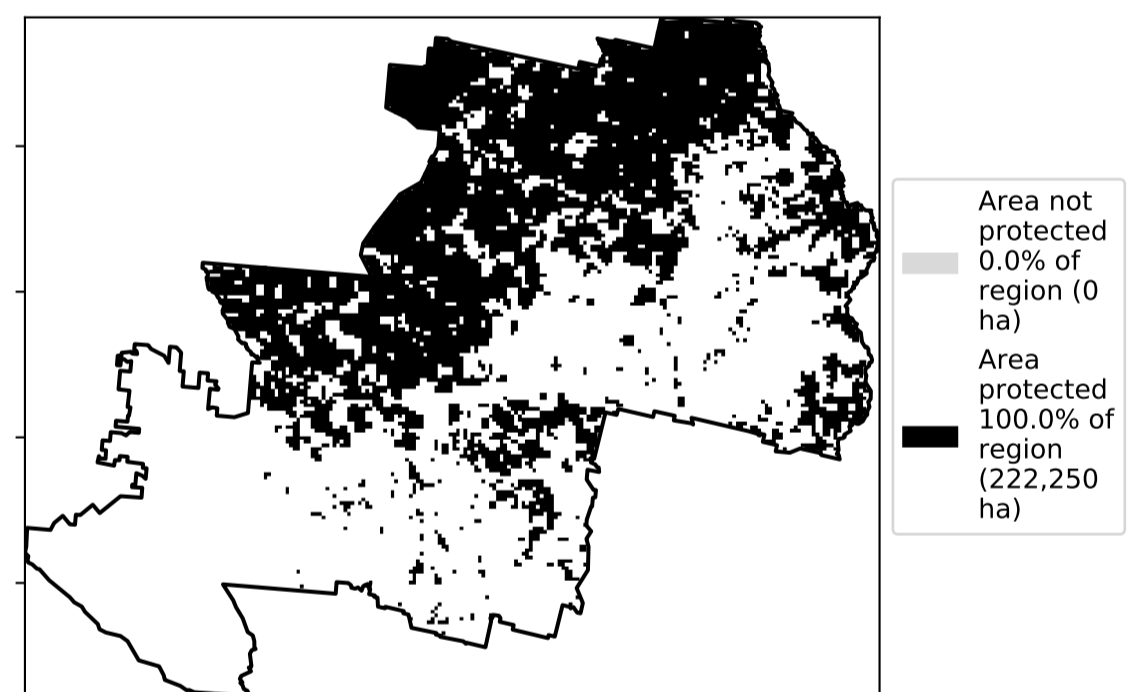 Area not
protected
0.0% of
region (0
ha)
Area
protected
100.0% of
region
(222,250
ha)